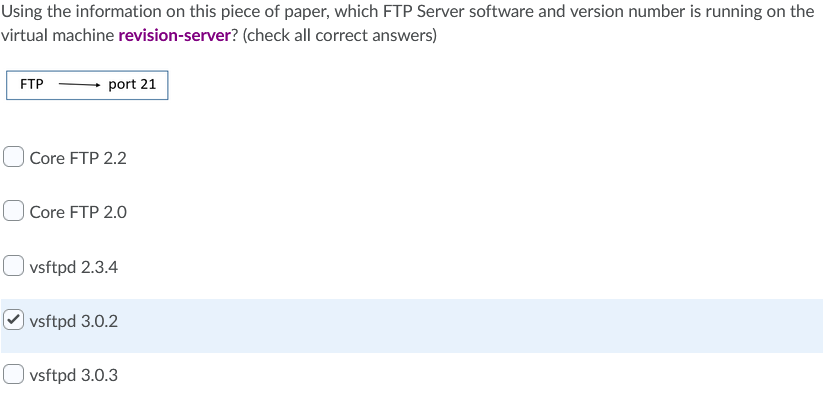 Using the information on this piece of paper, which FTP Server software and version number is running on the
virtual machine revision-server? (check all correct answers)
FTP port 21
Core FTP 2.2
Core FTP 2.0
vsftpd 2.3.4
vsftpd 3.0.2
vsftpd 3.0.3